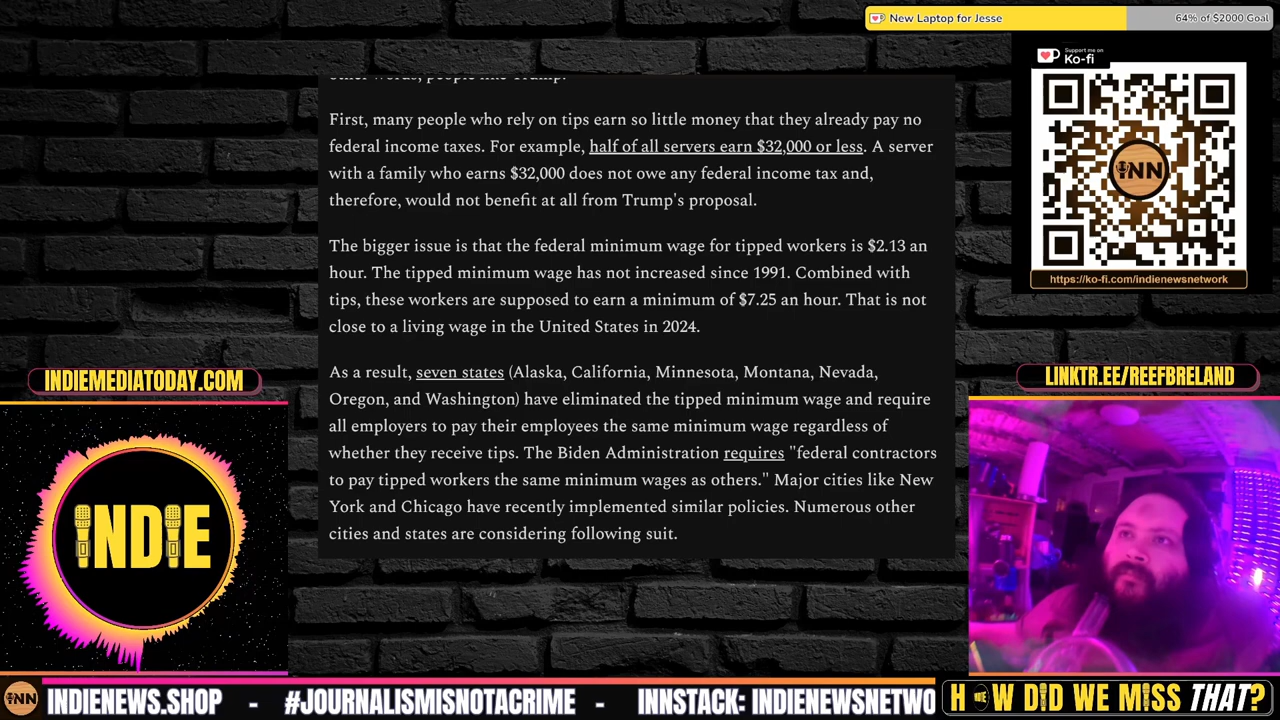 New Laptop for Jesse
64% of $2000 Goal
Support me on
Ko-fi
iNN
https://ko-fi.com/indienewsnetwork
other words, people like Trump.
First, many people who rely on tips earn so little money that they already pay no
federal income taxes. For example, half of all servers earn $32,000 or less. A server
with a family who earns $32,000 does not owe any federal income tax and,
therefore, would not benefit at all from Trump's proposal.
The bigger issue is that the federal minimum wage for tipped workers is $2.13 an
hour. The tipped minimum wage has not increased since 1991. Combined with
tips, these workers are supposed to earn a minimum of $7.25 an hour. That is not
close to a living wage in the United States in 2024.
As a result, seven states (Alaska, California, Minnesota, Montana, Nevada,
Oregon, and Washington) have eliminated the tipped minimum wage and require
all employers to pay their employees the same minimum wage regardless of
whether they receive tips. The Biden Administration requires "federal contractors
to pay tipped workers the same minimum wages as others." Major cities like New
York and Chicago have recently implemented similar policies. Numerous other
cities and states are considering following suit.
INDIEMEDIATODAY.COM
LINKTR.EE/REEFBRELAND
INDIE
iNN
INDIENEWS.SHOP - #JOURNALISMISNOTACRIME - INNSTACK: INDIENEWSNETWO
HOW DID WE MISS THAT?